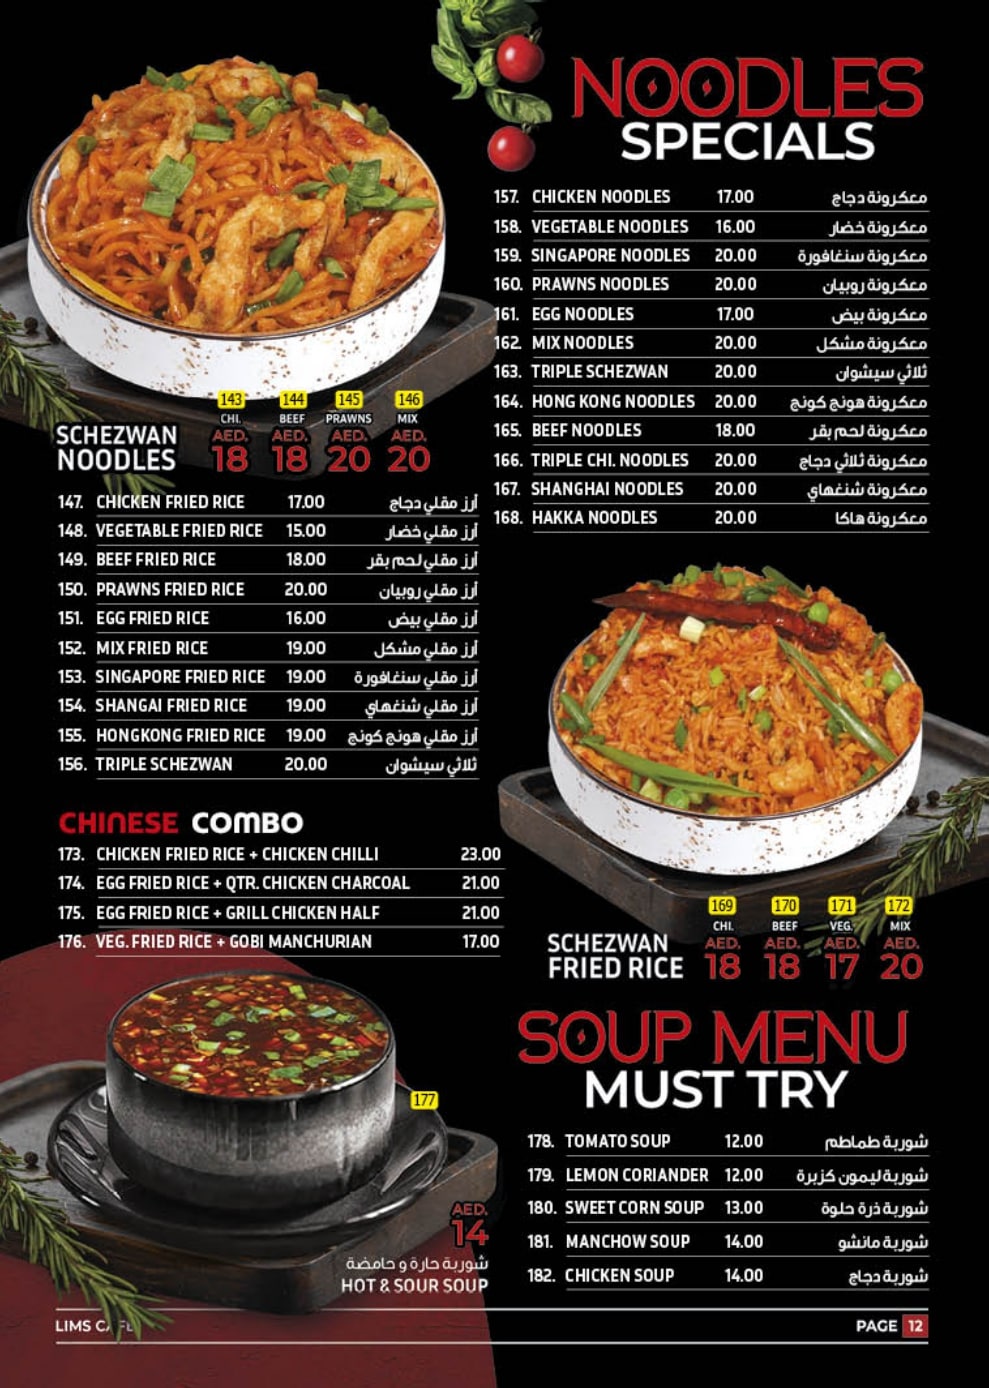 NOODLES
SPECIALS
157. CHICKEN NOODLES 17.00 معكرونة دجاج
158. VEGETABLE NOODLES 16.00 معكرونة خضار
159. SINGAPORE NOODLES 20.00 معكرونة سنغافورة
160. PRAWNS NOODLES 20.00 معكرونة روبيان
161. EGG NOODLES 17.00 معكرونة بيض
162. MIX NOODLES 20.00 معكرونة مشكل
163. TRIPLE SCHEZWAN 20.00 ثلاثي سيشوان
164. HONG KONG NOODLES 20.00 معكرونة هونج كونج
165. BEEF NOODLES 18.00 معكرونة لحم بقر
166. TRIPLE CHI. NOODLES 20.00 معكرونة ثلاثي دجاج
167. SHANGHAI NOODLES 20.00 معكرونة شنغهاي
168. HAKKA NOODLES 20.00 معكرونة هاكا
143 144 145 146
CHI. BEEF PRAWNS MIX
SCHEZWAN NOODLES
AED. AED. AED. AED.
18 18 20 20
147. CHICKEN FRIED RICE 17.00 أرز مقلي دجاج
148. VEGETABLE FRIED RICE 15.00 أرز مقلي خضار
149. BEEF FRIED RICE 18.00 أرز مقلي لحم بقر
150. PRAWNS FRIED RICE 20.00 أرز مقلي روبيان
151. EGG FRIED RICE 16.00 أرز مقلي بيض
152. MIX FRIED RICE 19.00 أرز مقلي مشكل
153. SINGAPORE FRIED RICE 19.00 أرز مقلي سنغافورة
154. SHANGAI FRIED RICE 19.00 أرز مقلي شنغهاي
155. HONGKONG FRIED RICE 19.00 أرز مقلي هونج كونج
156. TRIPLE SCHEZWAN 20.00 ثلاثي سيشوان
CHINESE COMBO
173. CHICKEN FRIED RICE + CHICKEN CHILLI 23.00
174. EGG FRIED RICE + QTR. CHICKEN CHARCOAL 21.00
175. EGG FRIED RICE + GRILL CHICKEN HALF 21.00
176. VEG. FRIED RICE + GOBI MANCHURIAN 17.00
169 170 171 172
CHI. BEEF VEG. MIX
SCHEZWAN FRIED RICE
AED. AED. AED. AED.
18 18 17 20
177
AED.
14
شوربة حارة و حامضة
HOT & SOUR SOUP
SOUP MENU
MUST TRY
178. TOMATO SOUP 12.00 شوربة طماطم
179. LEMON CORIANDER 12.00 شوربة ليمون كزبرة
180. SWEET CORN SOUP 13.00 شوربة ذرة حلوة
181. MANCHOW SOUP 14.00 شوربة مانشو
182. CHICKEN SOUP 14.00 شوربة دجاج
LIMS CAFE
PAGE 12